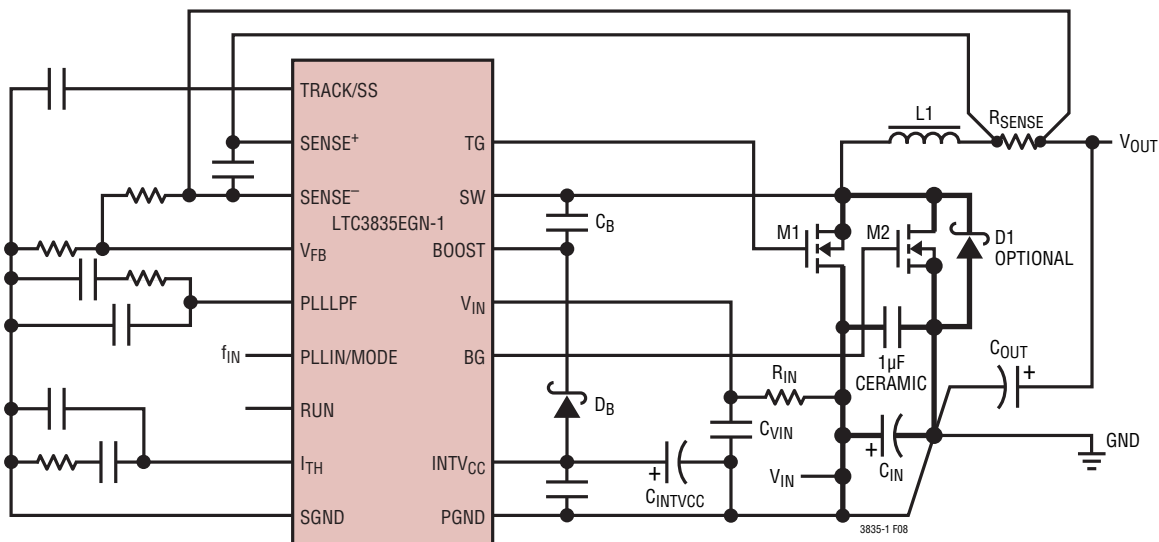 TRACK/SS
SENSE+
SENSE–
LTC3835EGN-1
VFB
PLLLPF
PLLIN/MODE
RUN
ITH
SGND
TG
SW
BOOST
VIN
BG
INTVCC
PGND
fIN
CB
DB
CINTVCC
CVIN
RIN
M1
M2
L1
RSENSE
VOUT
D1
OPTIONAL
1µF
CERAMIC
COUT
+
GND
+
CIN
VIN
+
3835-1 F08